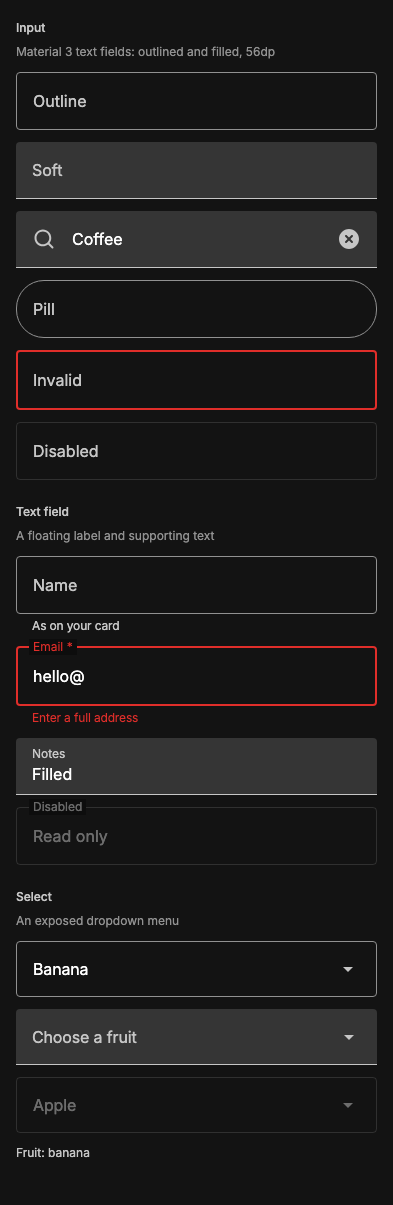 Input
Material 3 text fields: outlined and filled, 56dp
Outline
Soft
Coffee
Pill
Invalid
Disabled
Text field
A floating label and supporting text
Name
As on your card
Email *
hello@
Enter a full address
Notes
Filled
Disabled
Read only
Select
An exposed dropdown menu
Banana
Choose a fruit
Apple
Fruit: banana